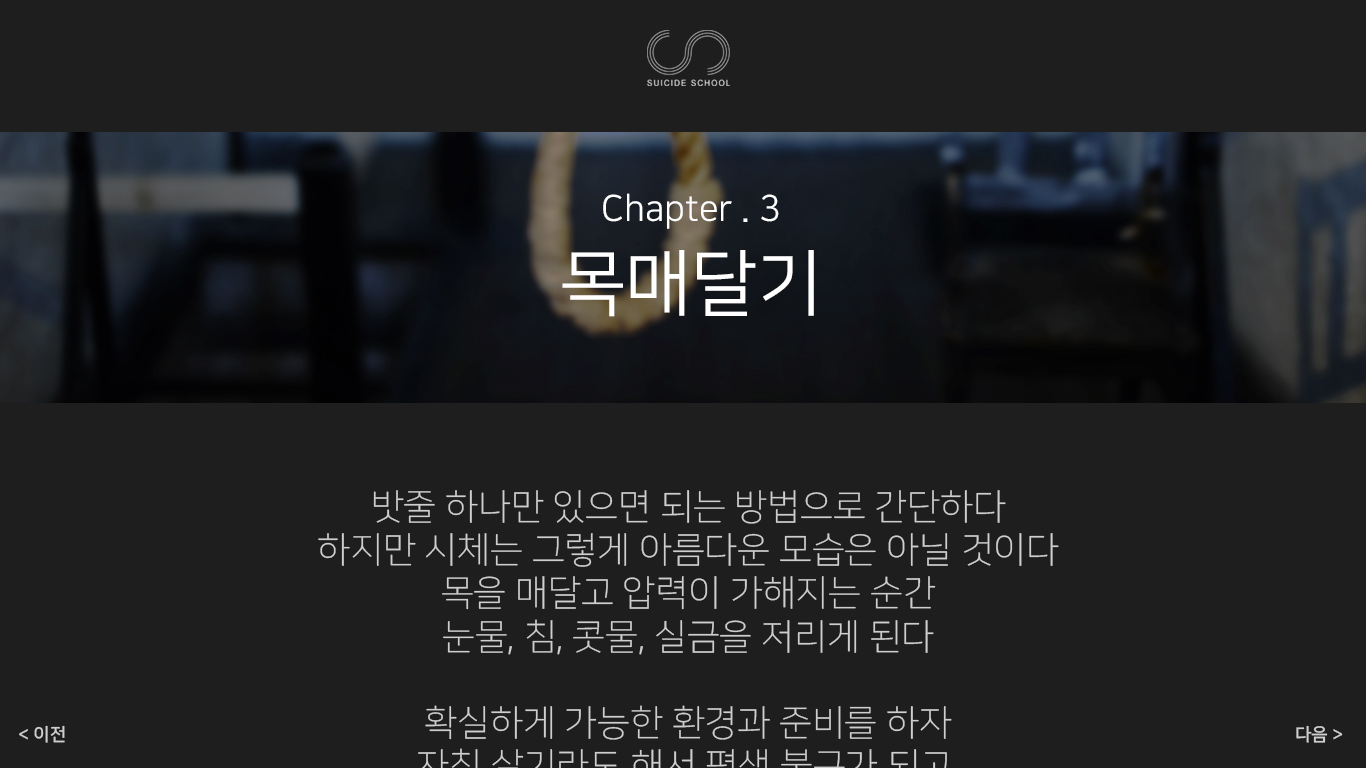 SUICIDE SCHOOL
Chapter . 3
목매달기
밧줄 하나만 있으면 되는 방법으로 간단하다
하지만 시체는 그렇게 아름다운 모습은 아닐 것이다
목을 매달고 압력이 가해지는 순간
눈물, 침, 콧물, 실금을 저리게 된다
확실하게 가능한 환경과 준비를 하자
< 이전
다음 >